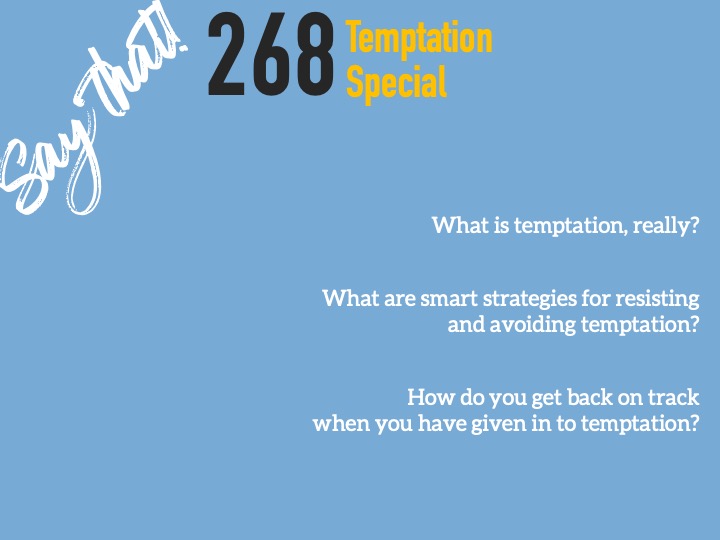 Say that!
268
Temptation
Special
What is temptation, really?
What are smart strategies for resisting
and avoiding temptation?
How do you get back on track
when you have given in to temptation?